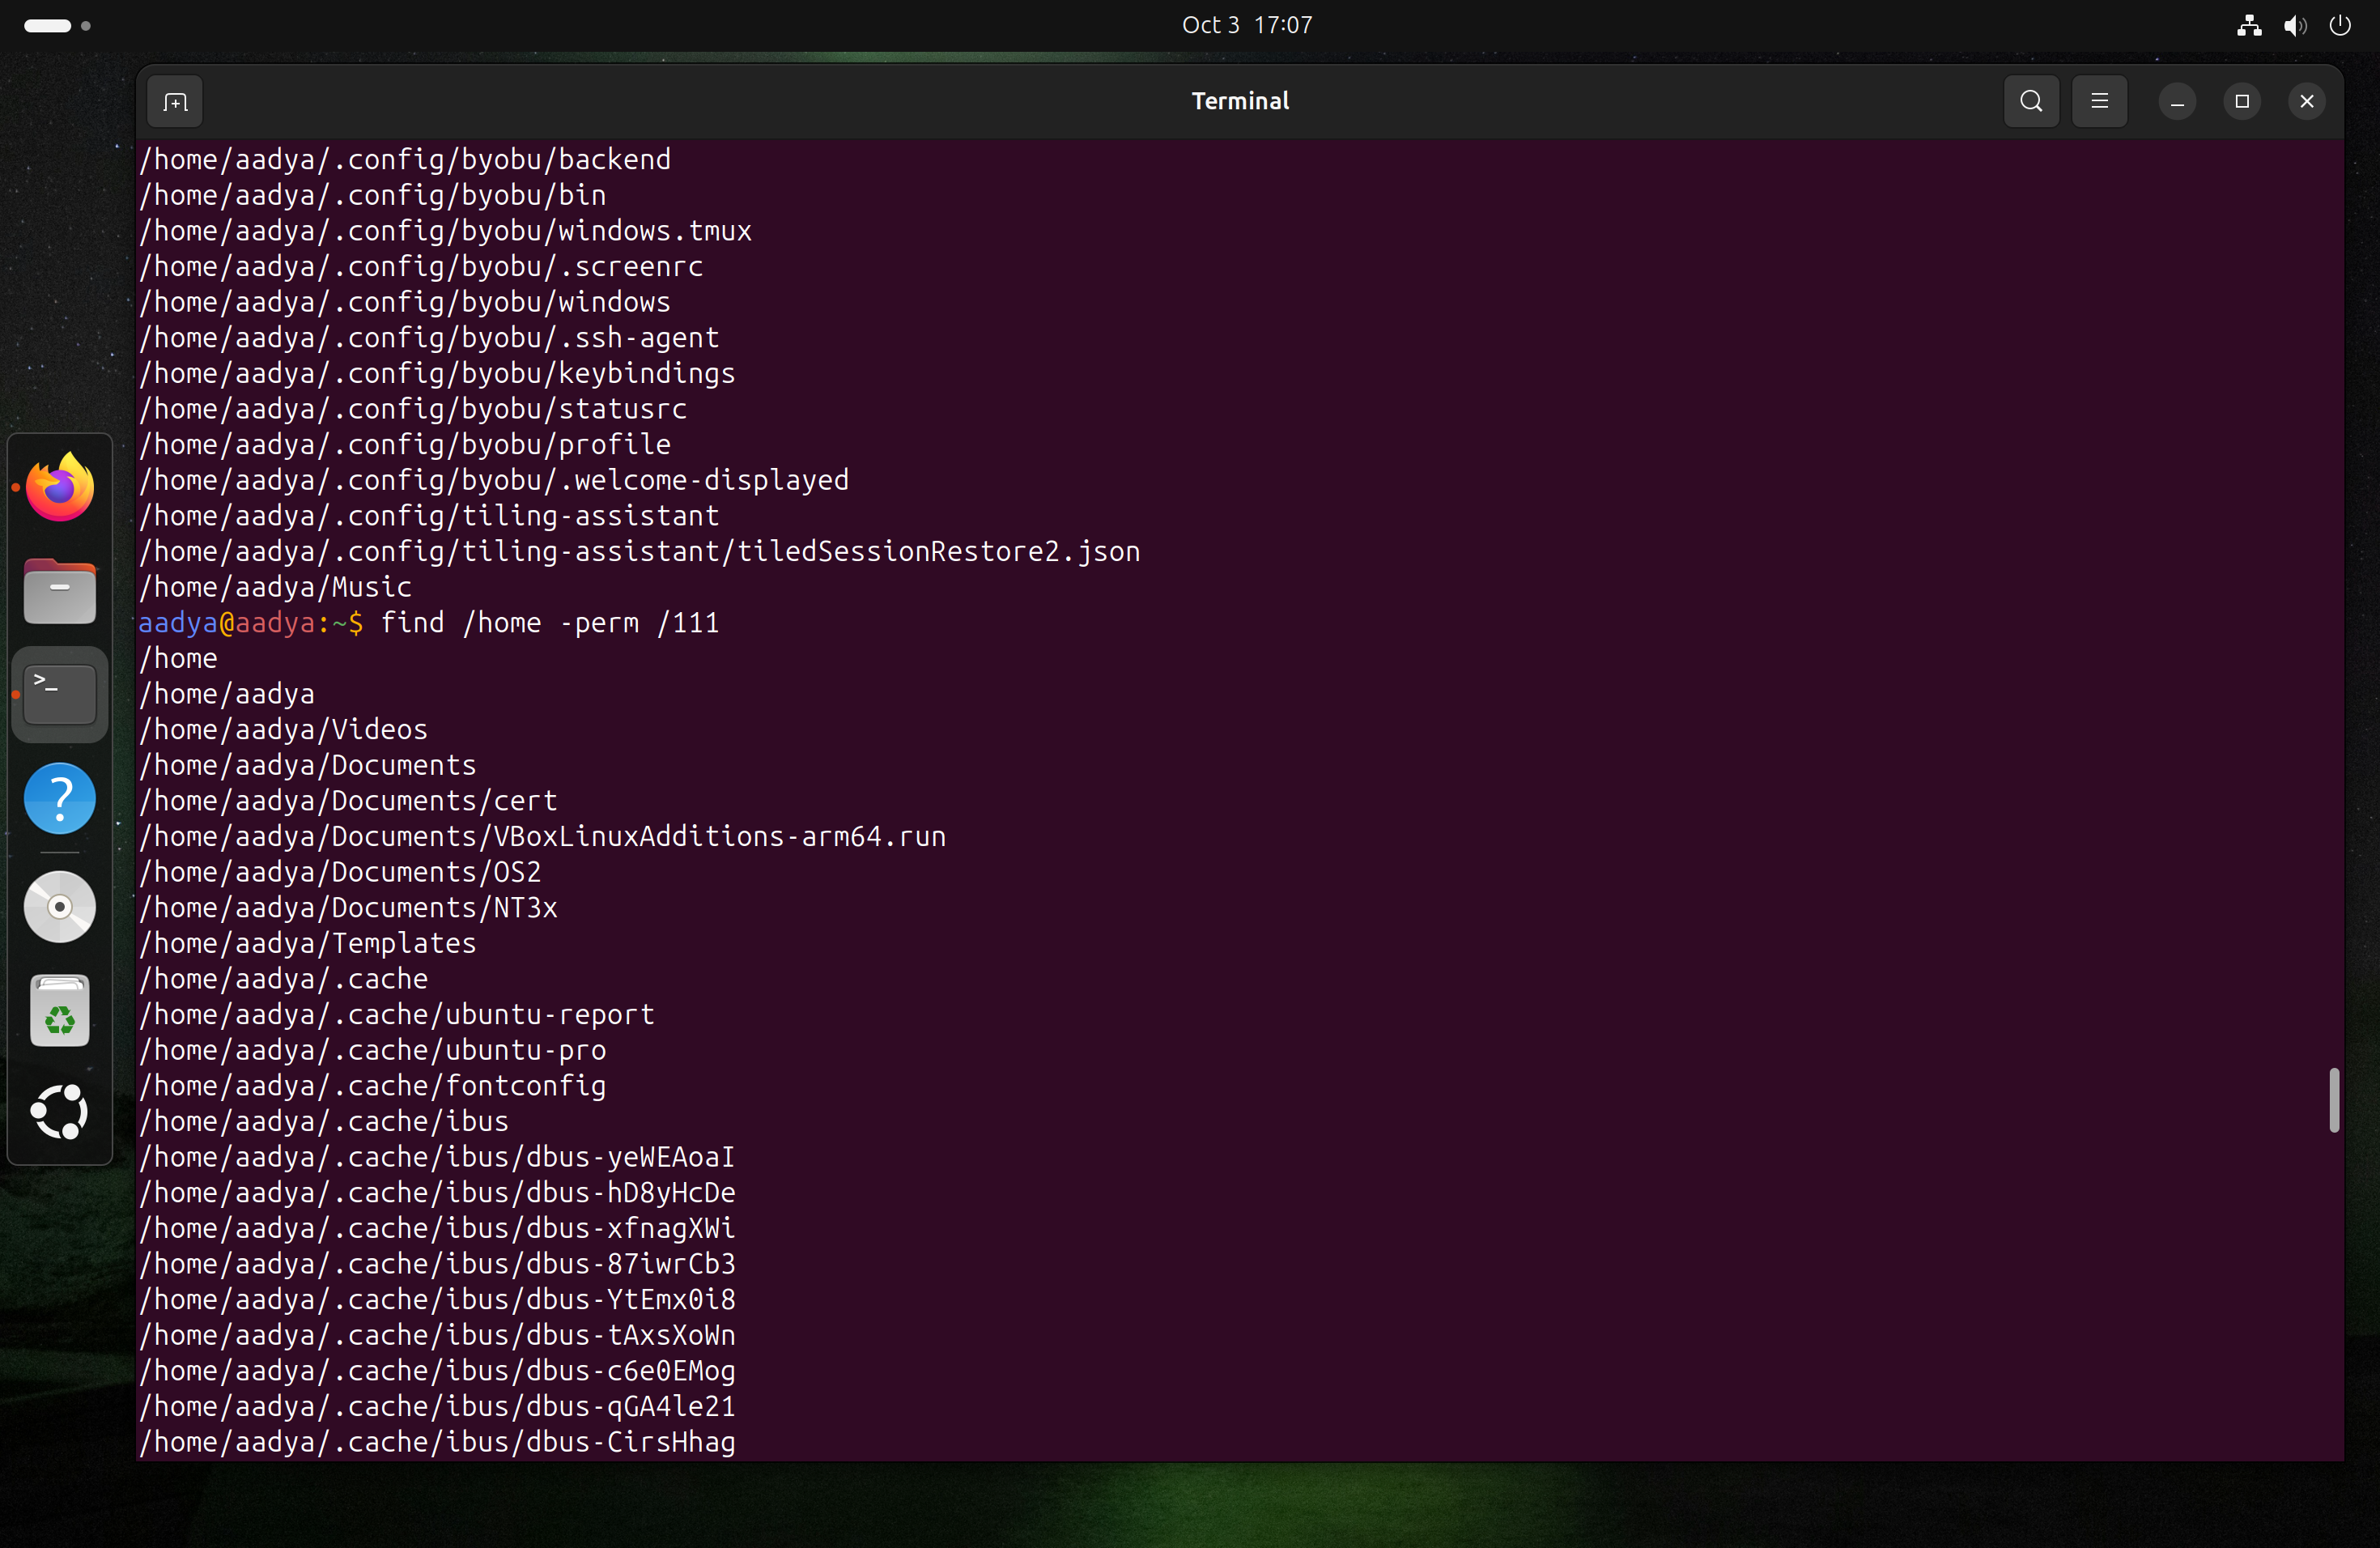 Oct 3 17:07
Terminal
/home/aadya/.config/byobu/backend
/home/aadya/.config/byobu/bin
/home/aadya/.config/byobu/windows.tmux
/home/aadya/.config/byobu/.screenrc
/home/aadya/.config/byobu/windows
/home/aadya/.config/byobu/.ssh-agent
/home/aadya/.config/byobu/keybindings
/home/aadya/.config/byobu/statusrc
/home/aadya/.config/byobu/profile
/home/aadya/.config/byobu/.welcome-displayed
/home/aadya/.config/tiling-assistant
/home/aadya/.config/tiling-assistant/tiledSessionRestore2.json
/home/aadya/Music
aadya@aadya:~$ find /home -perm /111
/home
/home/aadya
/home/aadya/Videos
/home/aadya/Documents
/home/aadya/Documents/cert
/home/aadya/Documents/VBoxLinuxAdditions-arm64.run
/home/aadya/Documents/OS2
/home/aadya/Documents/NT3x
/home/aadya/Templates
/home/aadya/.cache
/home/aadya/.cache/ubuntu-report
/home/aadya/.cache/ubuntu-pro
/home/aadya/.cache/fontconfig
/home/aadya/.cache/ibus
/home/aadya/.cache/ibus/dbus-yeWEAoaI
/home/aadya/.cache/ibus/dbus-hD8yHcDe
/home/aadya/.cache/ibus/dbus-xfnagXWi
/home/aadya/.cache/ibus/dbus-87iwrCb3
/home/aadya/.cache/ibus/dbus-YtEmx0i8
/home/aadya/.cache/ibus/dbus-tAxsXoWn
/home/aadya/.cache/ibus/dbus-c6e0EMog
/home/aadya/.cache/ibus/dbus-qGA4le21
/home/aadya/.cache/ibus/dbus-CirsHhag